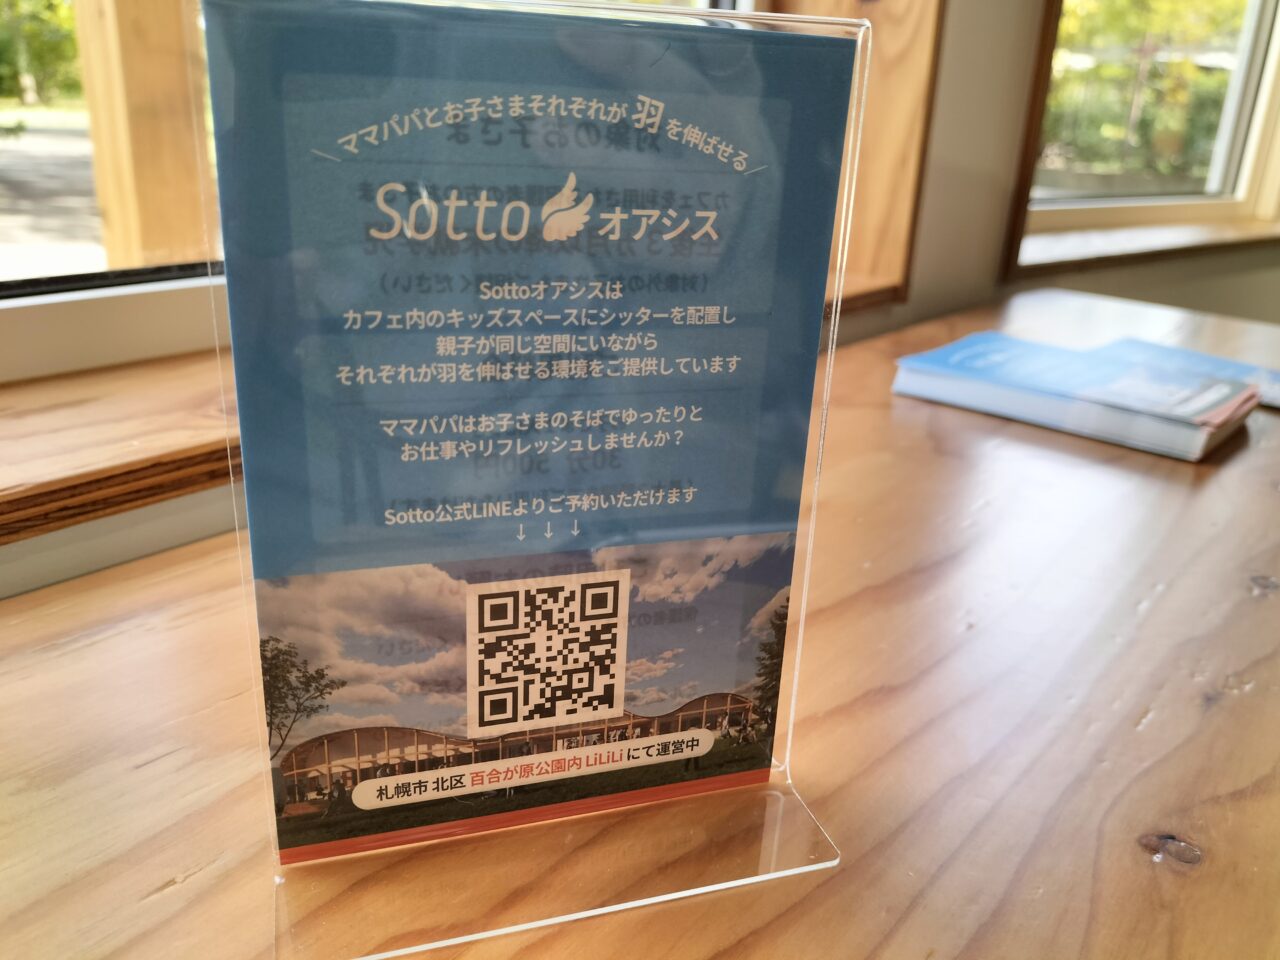 ママパパとお子さまそれぞれが羽を伸ばせる
Sotto オアシス
Sottoオアシスは
カフェ内のキッズスペースにシッターを配置し
親子が同じ空間にいながら
それぞれが羽を伸ばせる環境をご提供しています
ママパパはお子さまのそばでゆったりと
お仕事やリフレッシュしませんか？
Sotto公式LINEよりご予約いただけます
↓ ↓ ↓
札幌市 北区 百合が原公園内 LiLiLi にて運営中